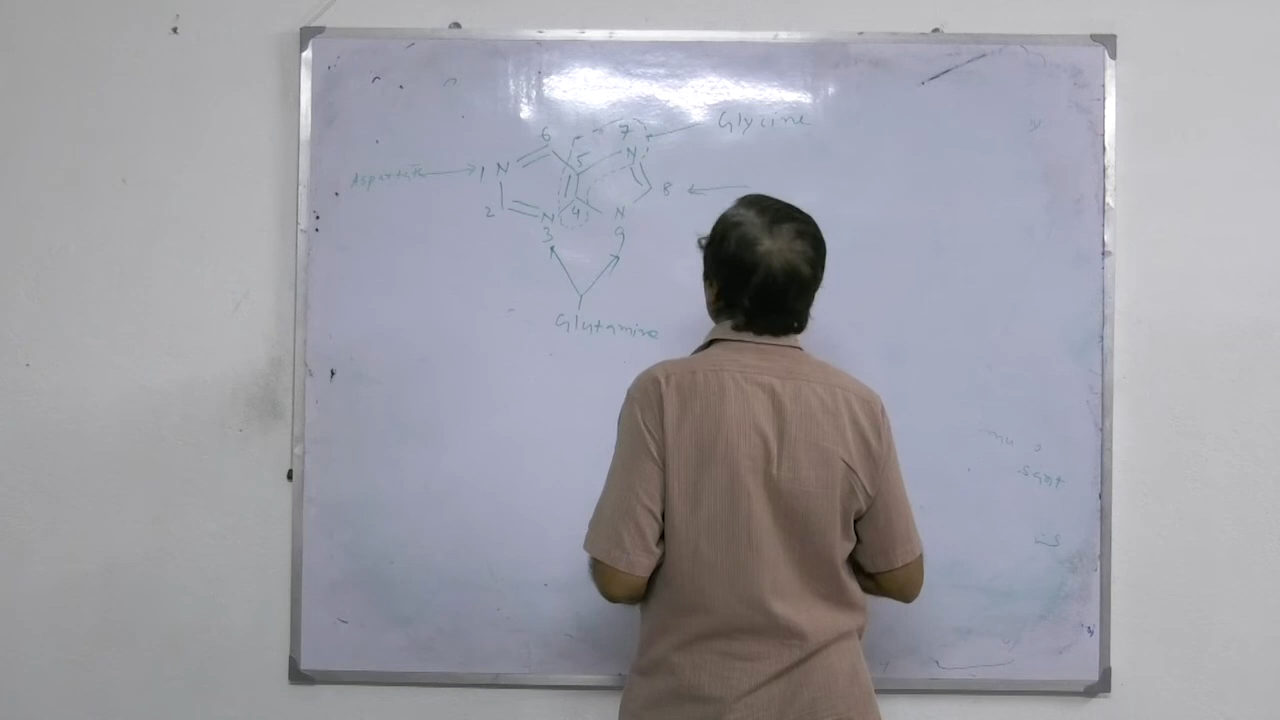 Glycine
6 7
5 N
Aspartate 1 N
8
2 N 4 N
3 9
Glutamine